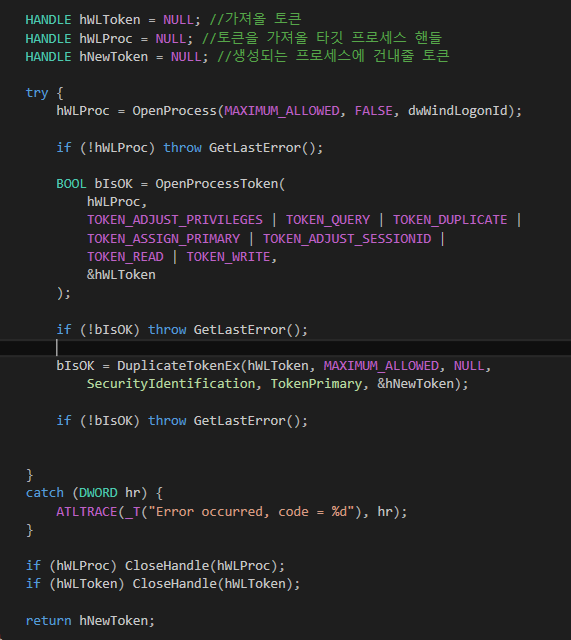 HANDLE hWLToken = NULL; //가져올 토큰
HANDLE hWLProc = NULL; //토큰을 가져올 타깃 프로세스 핸들
HANDLE hNewToken = NULL; //생성되는 프로세스에 건내줄 토큰
try {
hWLProc = OpenProcess(MAXIMUM_ALLOWED, FALSE, dwWindLogonId);
if (!hWLProc) throw GetLastError();
BOOL bIsOK = OpenProcessToken(
hWLProc,
TOKEN_ADJUST_PRIVILEGES | TOKEN_QUERY | TOKEN_DUPLICATE |
TOKEN_ASSIGN_PRIMARY | TOKEN_ADJUST_SESSIONID |
TOKEN_READ | TOKEN_WRITE,
&hWLToken
);
if (!bIsOK) throw GetLastError();
bIsOK = DuplicateTokenEx(hWLToken, MAXIMUM_ALLOWED, NULL,
SecurityIdentification, TokenPrimary, &hNewToken);
if (!bIsOK) throw GetLastError();
}
catch (DWORD hr) {
ATLTRACE(_T("Error occurred, code = %d"), hr);
}
if (hWLProc) CloseHandle(hWLProc);
if (hWLToken) CloseHandle(hWLToken);
return hNewToken;